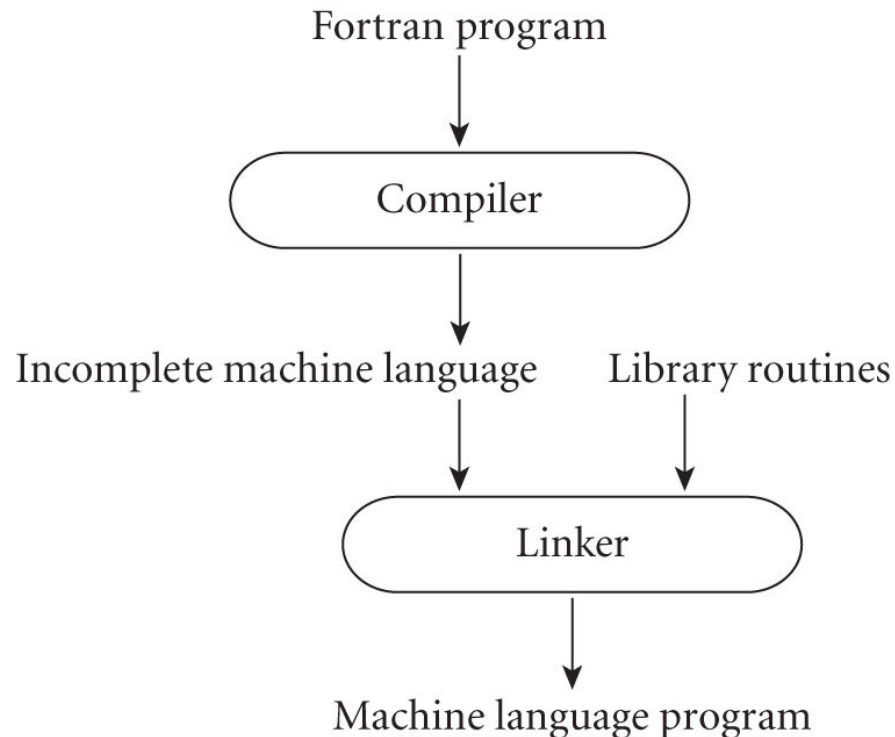 Fortran program
Compiler
Incomplete machine language
Library routines
Linker
Machine language program